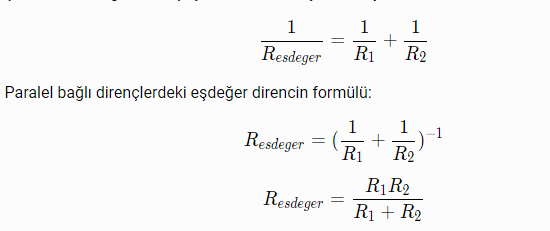 1/R_esdeger = 1/R_1 + 1/R_2
Paralel bağlı dirençlerdeki eşdeğer direncin formülü:
R_esdeger = (1/R_1 + 1/R_2)^{-1}
R_esdeger = R_1R_2/R_1 + R_2